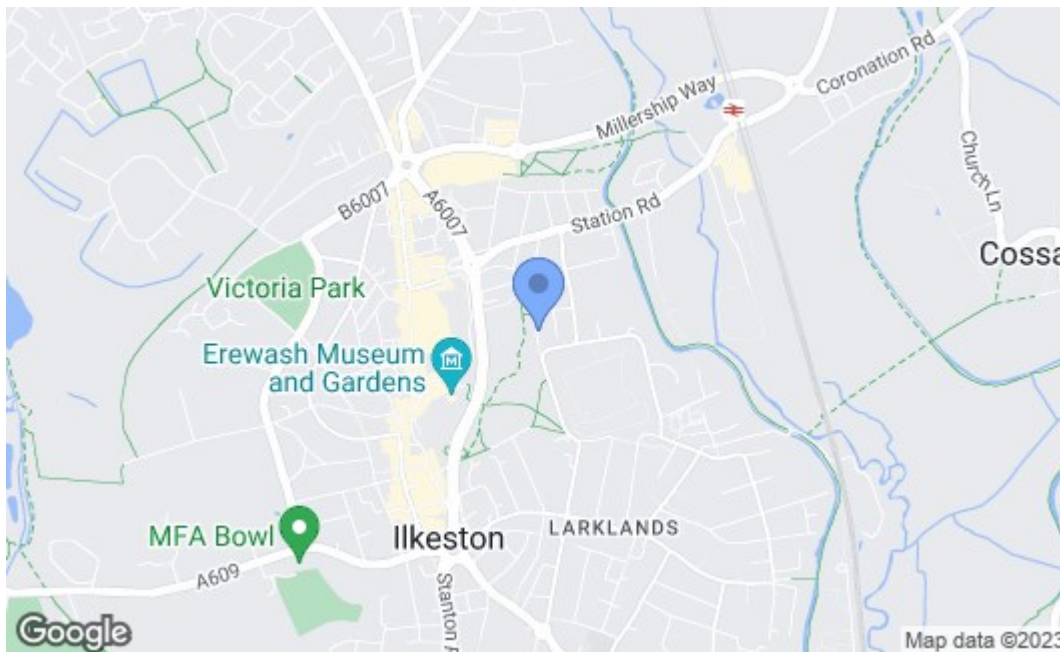 Coronation Rd
Millership Way
Church Ln
B6007
A6007
Station Rd
Cossa
Victoria Park
Erewash Museum
and Gardens
M
MFA Bowl
Ilkeston
LARKLANDS
A609
Stanton R
Google
Map data ©2023